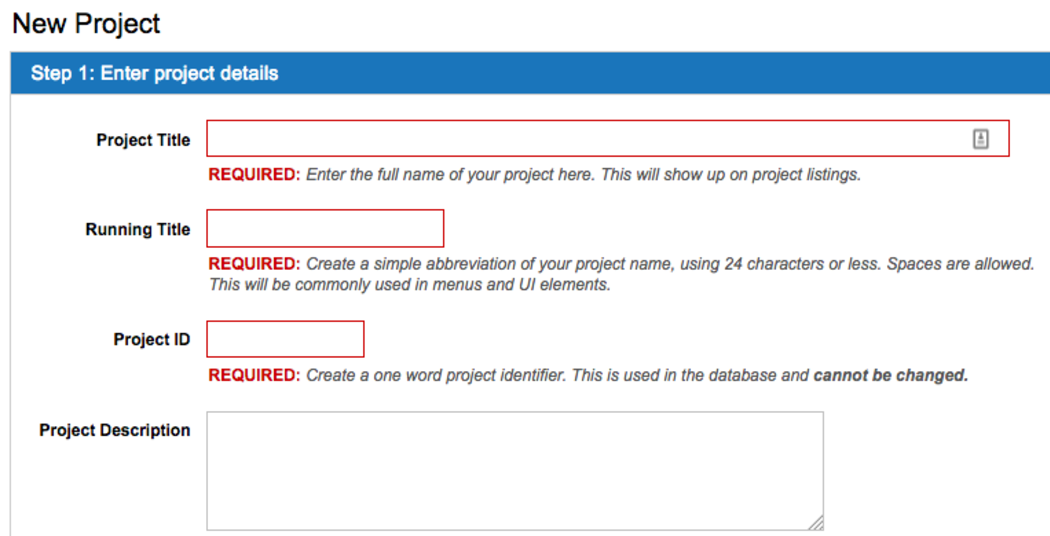 New Project
Step 1: Enter project details
Project Title
REQUIRED: Enter the full name of your project here. This will show up on project listings.
Running Title
REQUIRED: Create a simple abbreviation of your project name, using 24 characters or less. Spaces are allowed.
This will be commonly used in menus and UI elements.
Project ID
REQUIRED: Create a one word project identifier. This is used in the database and cannot be changed.
Project Description